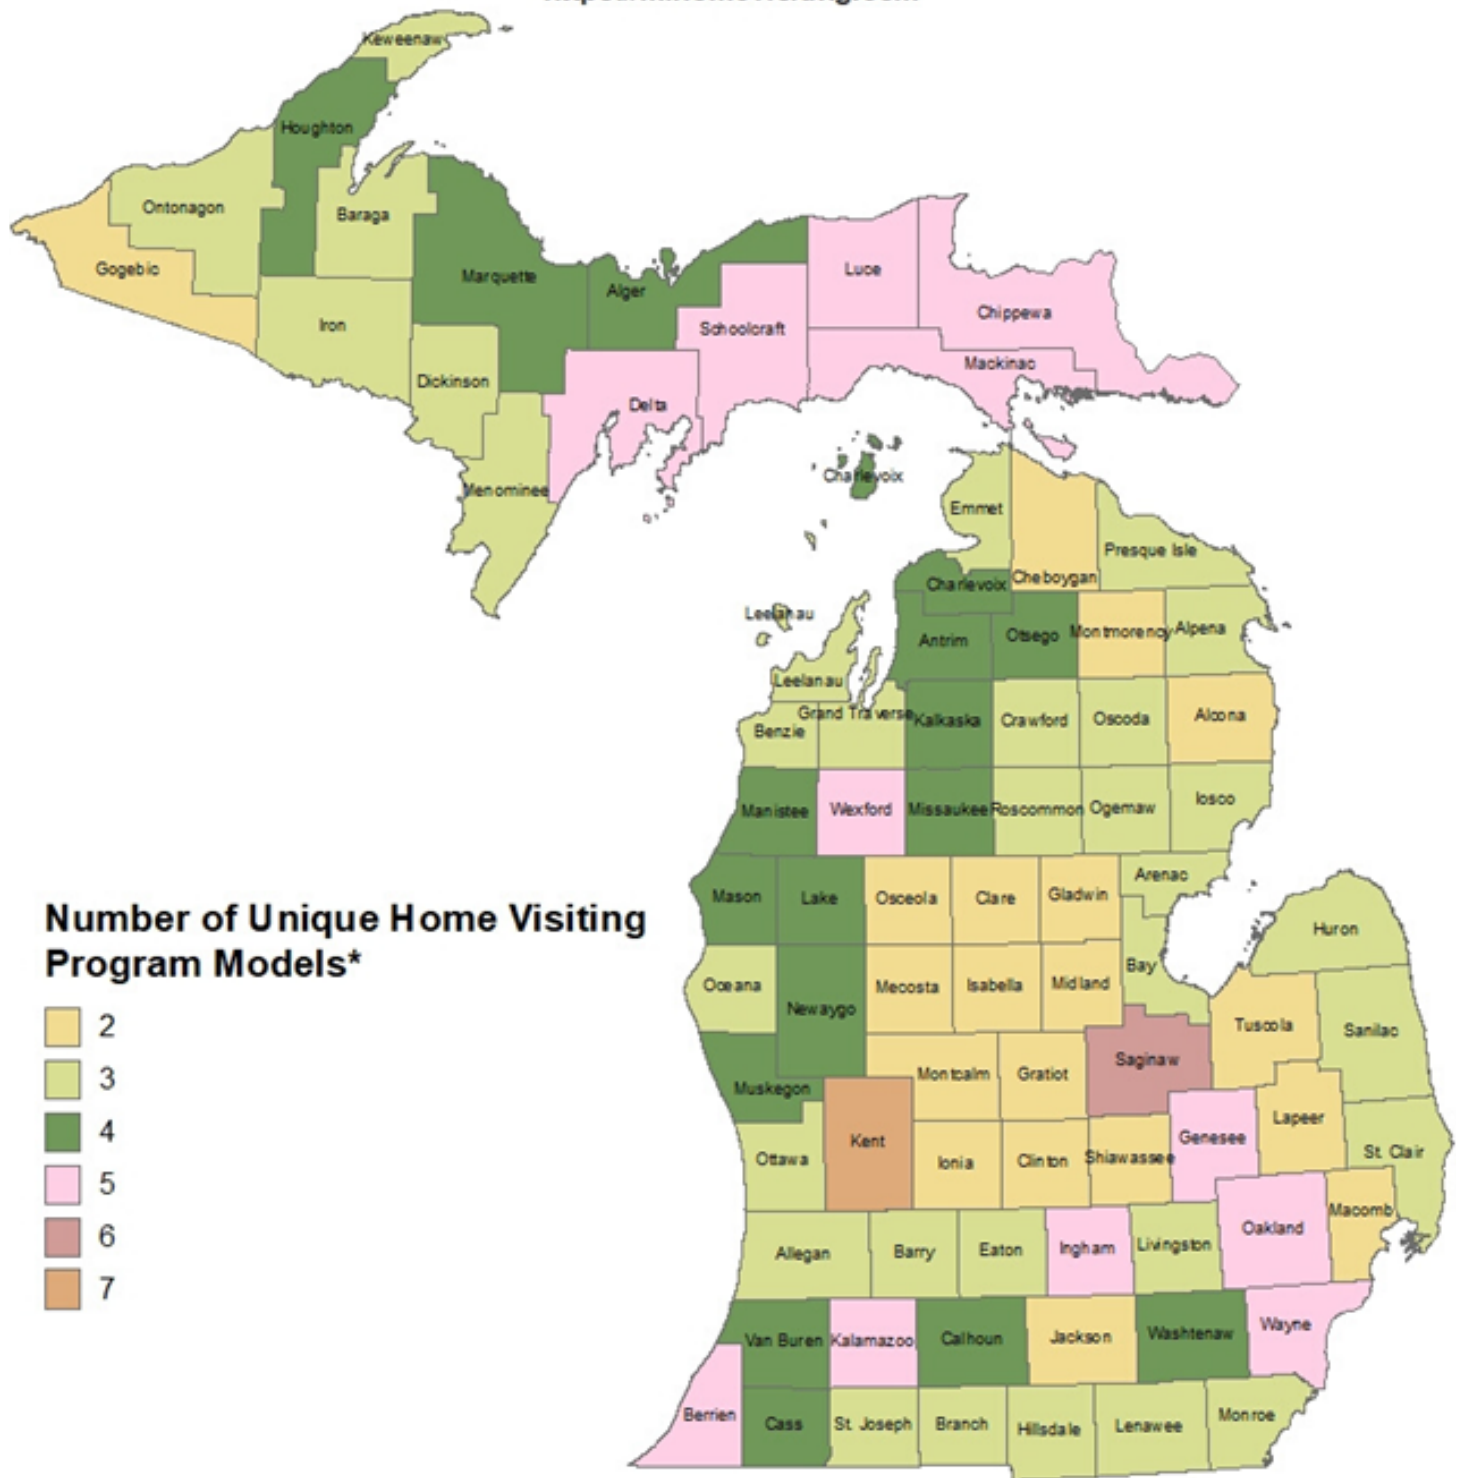 Keweenaw
Houghton
Ontonagon
Baraga
Gogebic
Marquette
Alger
Luce
Chippewa
Schoolcraft
Iron
Mackinac
Dickinson
Delta
Menominee
Charlevoix
Emmet
Presque Isle
Cheboygan
Charlevoix
Leelanau
Antrim
Otsego
Montmorency
Alpena
Leelanau
Grand Traverse
Kalkaska
Crawford
Oscoda
Alcona
Benzie
Manistee
Wexford
Missaukee
Roscommon
Ogemaw
Iosco
Mason
Lake
Osceola
Clare
Gladwin
Arenac
Huron
Number of Unique Home Visiting
Program Models*
Oceana
Newaygo
Mecosta
Isabella
Midland
Bay
Tuscola
Sanilac
2
3
4
5
6
7
Muskegon
Montcalm
Gratiot
Saginaw
Lapeer
Genesee
Kent
Ottawa
Ionia
Clinton
Shiawassee
St. Clair
Macomb
Oakland
Allegan
Barry
Eaton
Ingham
Livingston
Van Buren
Kalamazoo
Calhoun
Jackson
Washtenaw
Wayne
Berrien
Cass
St. Joseph
Branch
Hillsdale
Lenawee
Monroe